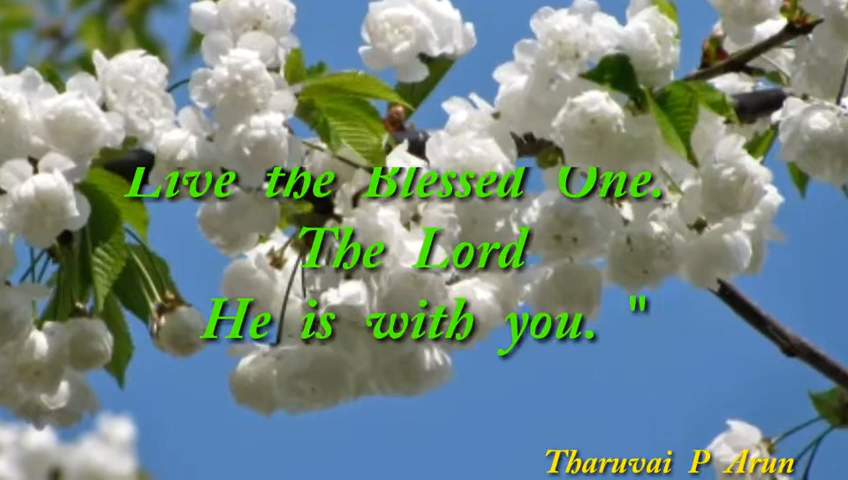 Live the Blessed One.
The Lord
He is with you. "
Tharuvai P Arun